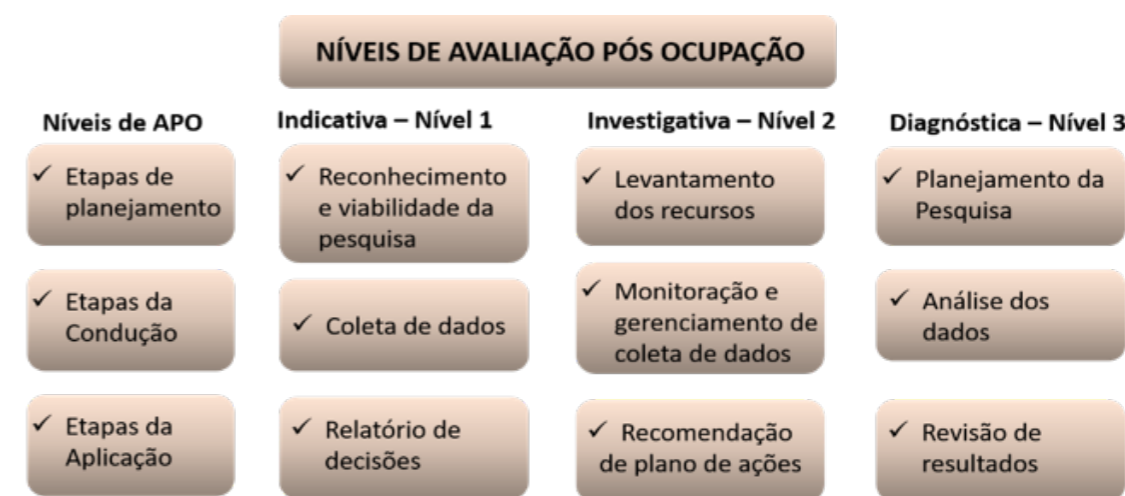 NÍVEIS DE AVALIAÇÃO PÓS OCUPAÇÃO
Níveis de APO
Indicativa – Nível 1
Investigativa – Nível 2
Diagnóstica – Nível 3
✓ Etapas de
planejamento
✓ Reconhecimento
e viabilidade da
pesquisa
✓ Levantamento
dos recursos
✓ Planejamento da
Pesquisa
✓ Etapas da
Condução
✓ Coleta de dados
✓ Monitoração e
gerenciamento de
coleta de dados
✓ Análise dos
dados
✓ Etapas da
Aplicação
✓ Relatório de
decisões
✓ Recomendação
de plano de ações
✓ Revisão de
resultados